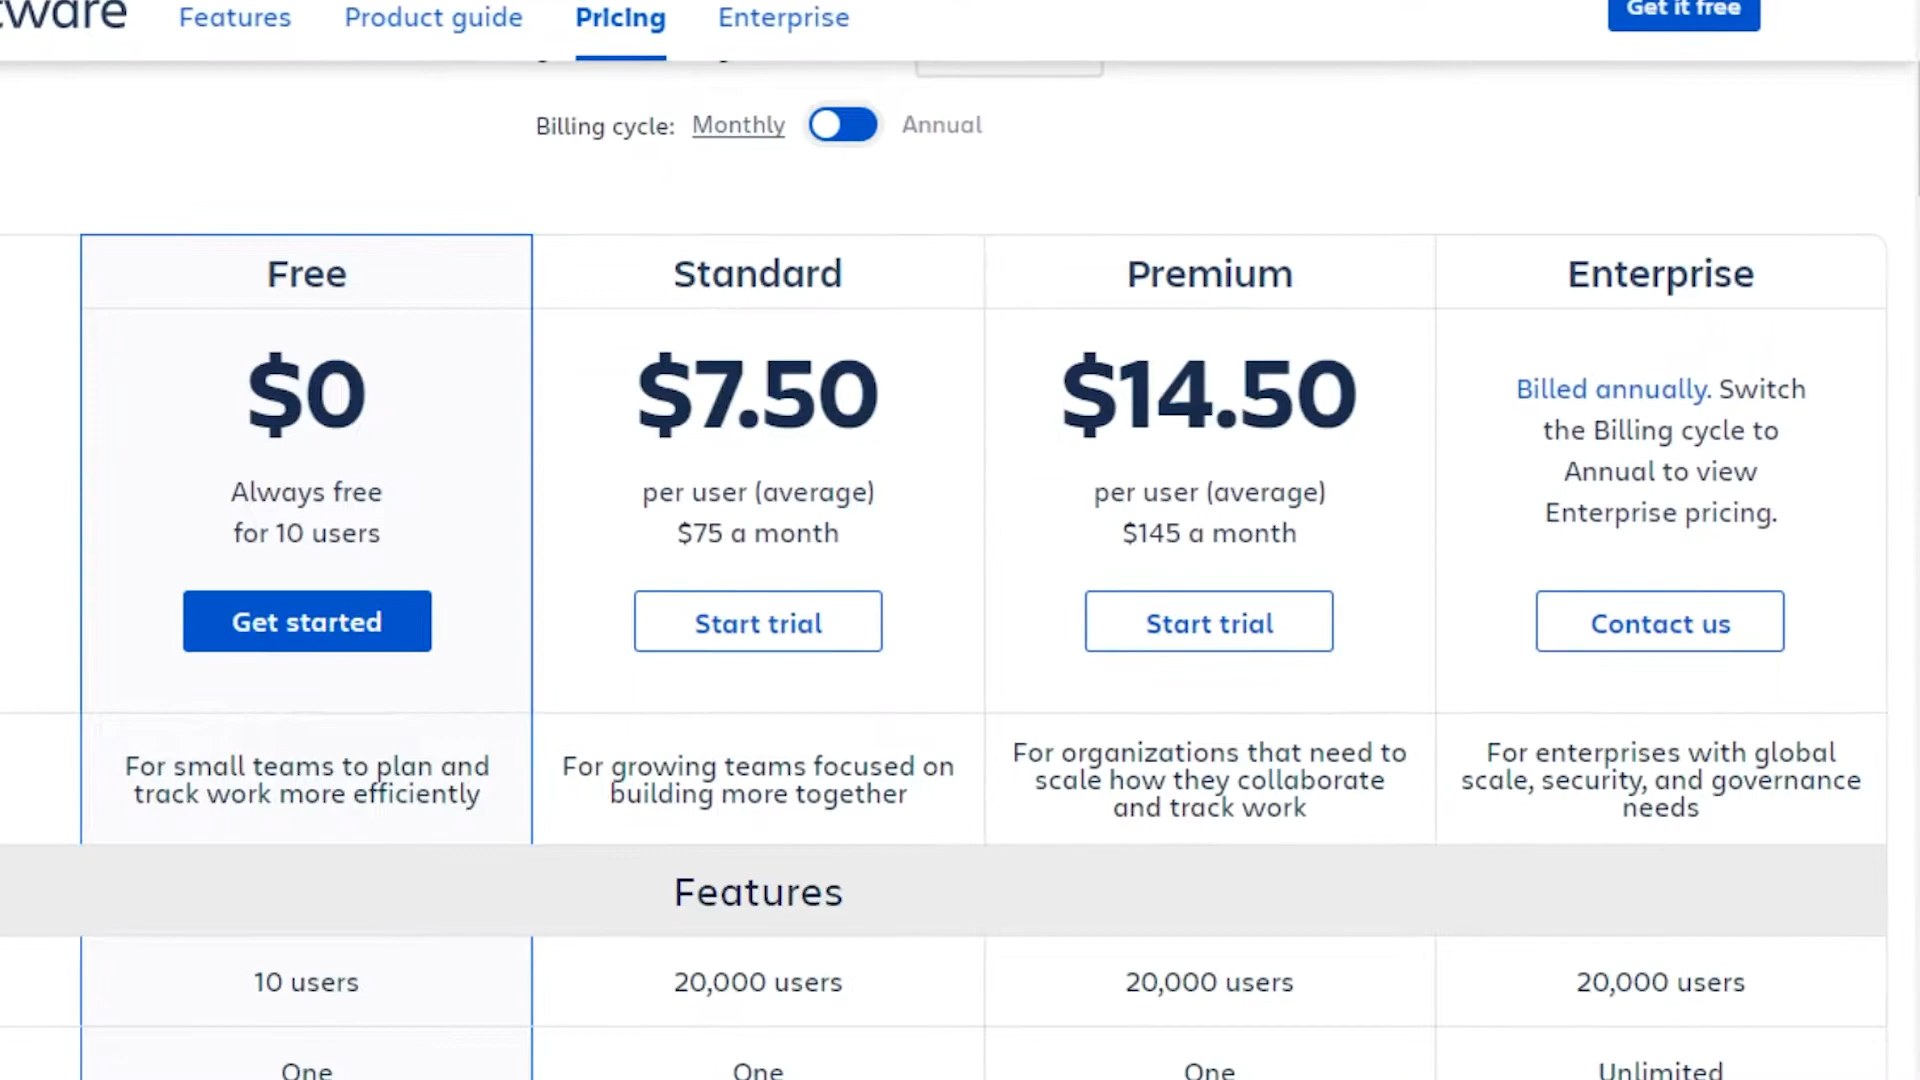 Features Product guide Pricing Enterprise Get it free
Billing cycle: Monthly Annual
Free Standard Premium Enterprise
$0
Always free
for 10 users
Get started
$7.50
per user (average)
$75 a month
Start trial
$14.50
per user (average)
$145 a month
Start trial
Billed annually. Switch
the Billing cycle to
Annual to view
Enterprise pricing.
Contact us
For small teams to plan and
track work more efficiently
For growing teams focused on
building more together
For organizations that need to
scale how they collaborate
and track work
For enterprises with global
scale, security, and governance
needs
Features
10 users 20,000 users 20,000 users 20,000 users
One One One Unlimited